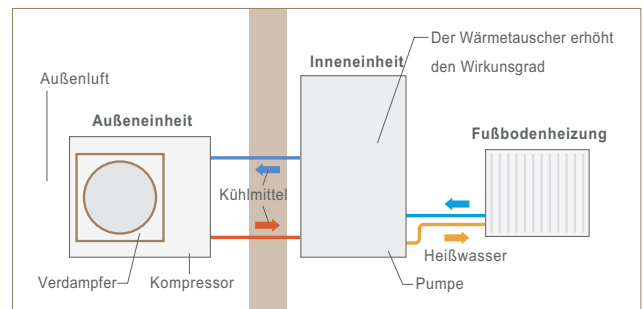 Der Wärmetauscher erhöht
den Wirkunsgrad
Inneneinheit
Außenluft
Außeneinheit
Fußbodenheizung
Kühlmittel
Heißwasser
Verdampfer
Kompressor
Pumpe